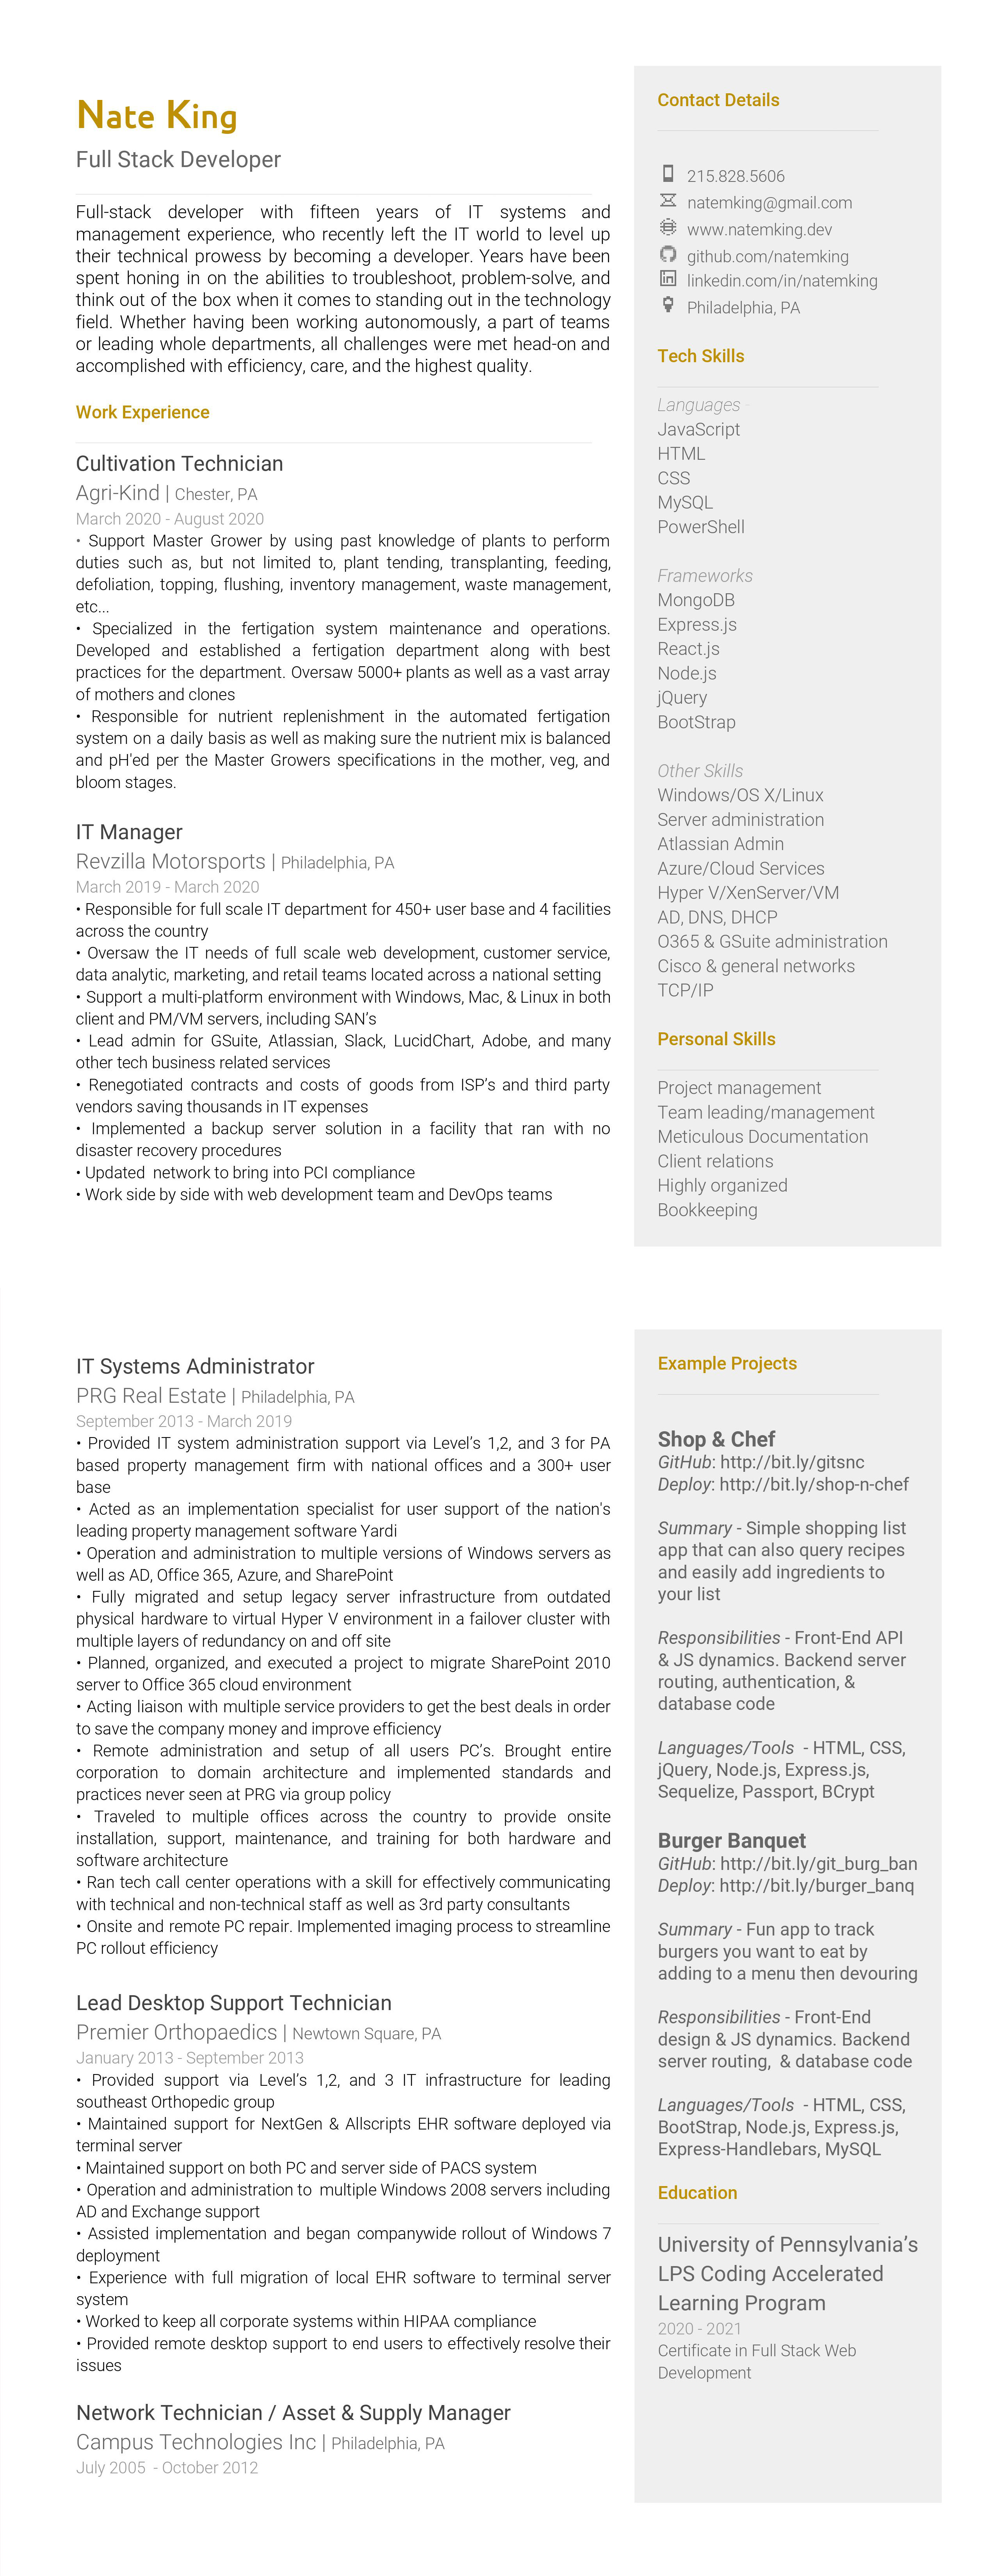 Nate King
Full Stack Developer
Full-stack developer with fifteen years of IT systems and
management experience, who recently left the IT world to level up
their technical prowess by becoming a developer. Years have been
spent honing in on the abilities to troubleshoot, problem-solve, and
think out of the box when it comes to standing out in the technology
field. Whether having been working autonomously, a part of teams
or leading whole departments, all challenges were met head-on and
accomplished with efficiency, care, and the highest quality.
Work Experience
Cultivation Technician
Agri-Kind | Chester, PA
March 2020 - August 2020
• Support Master Grower by using past knowledge of plants to perform
duties such as, but not limited to, plant tending, transplanting, feeding,
defoliation, topping, flushing, inventory management, waste management,
etc...
• Specialized in the fertigation system maintenance and operations.
Developed and established a fertigation department along with best
practices for the department. Oversaw 5000+ plants as well as a vast array
of mothers and clones
• Responsible for nutrient replenishment in the automated fertigation
system on a daily basis as well as making sure the nutrient mix is balanced
and pH'ed per the Master Growers specifications in the mother, veg, and
bloom stages.
IT Manager
Revzilla Motorsports | Philadelphia, PA
March 2019 - March 2020
• Responsible for full scale IT department for 450+ user base and 4 facilities
across the country
• Oversaw the IT needs of full scale web development, customer service,
data analytic, marketing, and retail teams located across a national setting
• Support a multi-platform environment with Windows, Mac, & Linux in both
client and PM/VM servers, including SAN's
• Lead admin for GSuite, Atlassian, Slack, LucidChart, Adobe, and many
other tech business related services
• Renegotiated contracts and costs of goods from ISP's and third party
vendors saving thousands in IT expenses
• Implemented a backup server solution in a facility that ran with no
disaster recovery procedures
• Updated  network to bring into PCI compliance
• Work side by side with web development team and DevOps teams
Contact Details
215.828.5606
natemking@gmail.com
www.natemking.dev
github.com/natemking
linkedin.com/in/natemking
Philadelphia, PA
Tech Skills
Languages -
JavaScript
HTML
CSS
MySQL
PowerShell
Frameworks
MongoDB
Express.js
React.js
Node.js
jQuery
BootStrap
Other Skills
Windows/OS X/Linux
Server administration
Atlassian Admin
Azure/Cloud Services
Hyper V/XenServer/VM
AD, DNS, DHCP
O365 & GSuite administration
Cisco & general networks
TCP/IP
Personal Skills
Project management
Team leading/management
Meticulous Documentation
Client relations
Highly organized
Bookkeeping
IT Systems Administrator
PRG Real Estate | Philadelphia, PA
September 2013 - March 2019
• Provided IT system administration support via Level's 1,2, and 3 for PA
based property management firm with national offices and a 300+ user
base
• Acted as an implementation specialist for user support of the nation's
leading property management software Yardi
• Operation and administration to multiple versions of Windows servers as
well as AD, Office 365, Azure, and SharePoint
• Fully migrated and setup legacy server infrastructure from outdated
physical hardware to virtual Hyper V environment in a failover cluster with
multiple layers of redundancy on and off site
• Planned, organized, and executed a project to migrate SharePoint 2010
server to Office 365 cloud environment
• Acting liaison with multiple service providers to get the best deals in order
to save the company money and improve efficiency
• Remote administration and setup of all users PC's. Brought entire
corporation to domain architecture and implemented standards and
practices never seen at PRG via group policy
• Traveled to multiple offices across the country to provide onsite
installation, support, maintenance, and training for both hardware and
software architecture
• Ran tech call center operations with a skill for effectively communicating
with technical and non-technical staff as well as 3rd party consultants
• Onsite and remote PC repair. Implemented imaging process to streamline
PC rollout efficiency
Lead Desktop Support Technician
Premier Orthopaedics | Newtown Square, PA
January 2013 - September 2013
• Provided support via Level's 1,2, and 3 IT infrastructure for leading
southeast Orthopedic group
• Maintained support for NextGen & Allscripts EHR software deployed via
terminal server
• Maintained support on both PC and server side of PACS system
• Operation and administration to  multiple Windows 2008 servers including
AD and Exchange support
• Assisted implementation and began companywide rollout of Windows 7
deployment
• Experience with full migration of local EHR software to terminal server
system
• Worked to keep all corporate systems within HIPAA compliance
• Provided remote desktop support to end users to effectively resolve their
issues
Network Technician / Asset & Supply Manager
Campus Technologies Inc | Philadelphia, PA
July 2005  - October 2012
Example Projects
Shop & Chef
GitHub: http://bit.ly/gitsnc
Deploy: http://bit.ly/shop-n-chef
Summary - Simple shopping list
app that can also query recipes
and easily add ingredients to
your list
Responsibilities - Front-End API
& JS dynamics. Backend server
routing, authentication, &
database code
Languages/Tools  - HTML, CSS,
jQuery, Node.js, Express.js,
Sequelize, Passport, BCrypt
Burger Banquet
GitHub: http://bit.ly/git_burg_ban
Deploy: http://bit.ly/burger_banq
Summary - Fun app to track
burgers you want to eat by
adding to a menu then devouring
Responsibilities - Front-End
design & JS dynamics. Backend
server routing,  & database code
Languages/Tools  - HTML, CSS,
BootStrap, Node.js, Express.js,
Express-Handlebars, MySQL
Education
University of Pennsylvania's
LPS Coding Accelerated
Learning Program
2020 - 2021
Certificate in Full Stack Web
Development